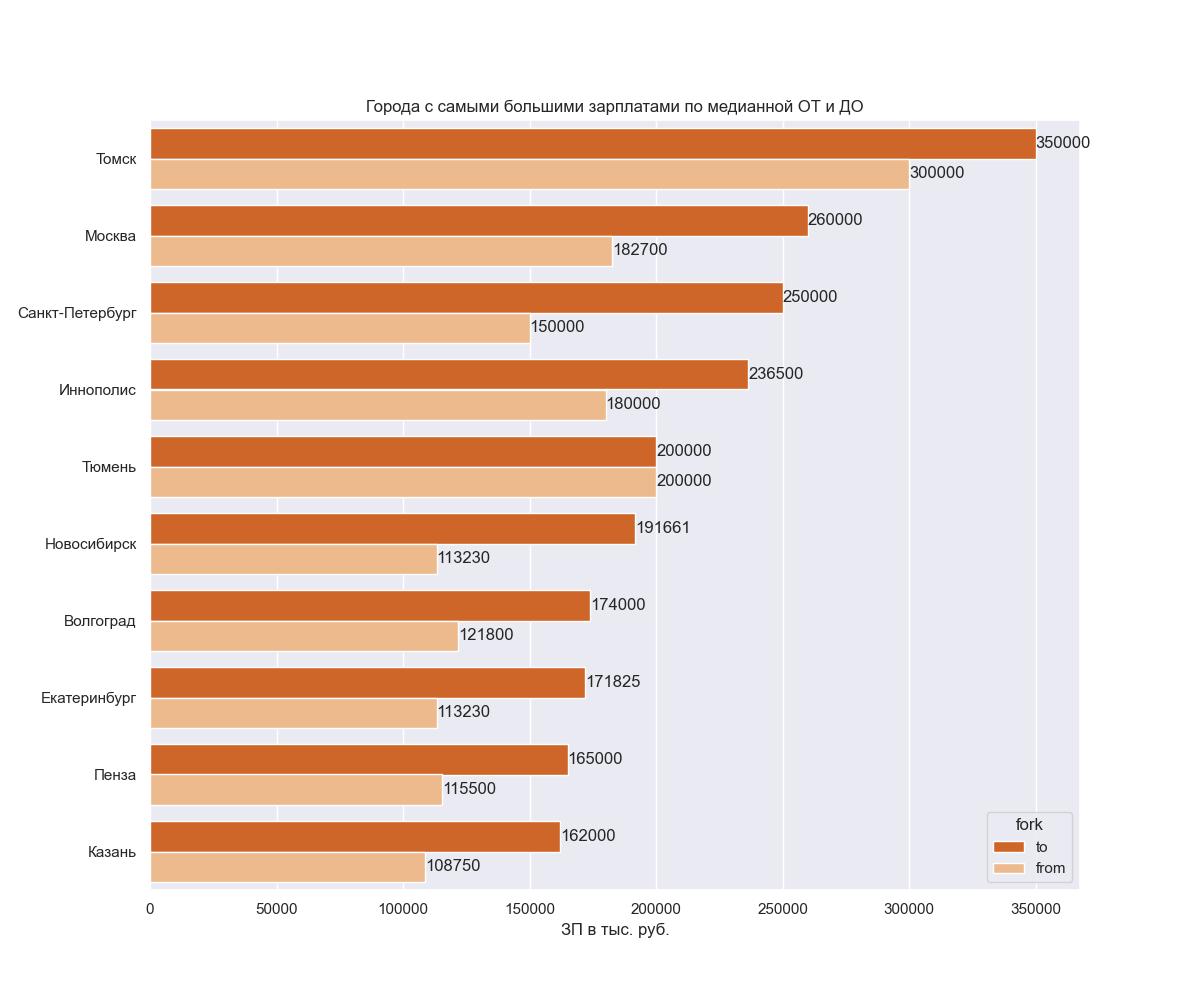 Города с самыми большими зарплатами по медианной ОТ и ДО
Томск
350000
300000
Москва
260000
182700
Санкт-Петербург
250000
150000
Иннополис
236500
180000
Тюмень
200000
200000
Новосибирск
191661
113230
Волгоград
174000
121800
Екатеринбург
171825
113230
Пенза
165000
115500
Казань
162000
108750
fork
to
from
0 50000 100000 150000 200000 250000 300000 350000
ЗП в тыс. руб.